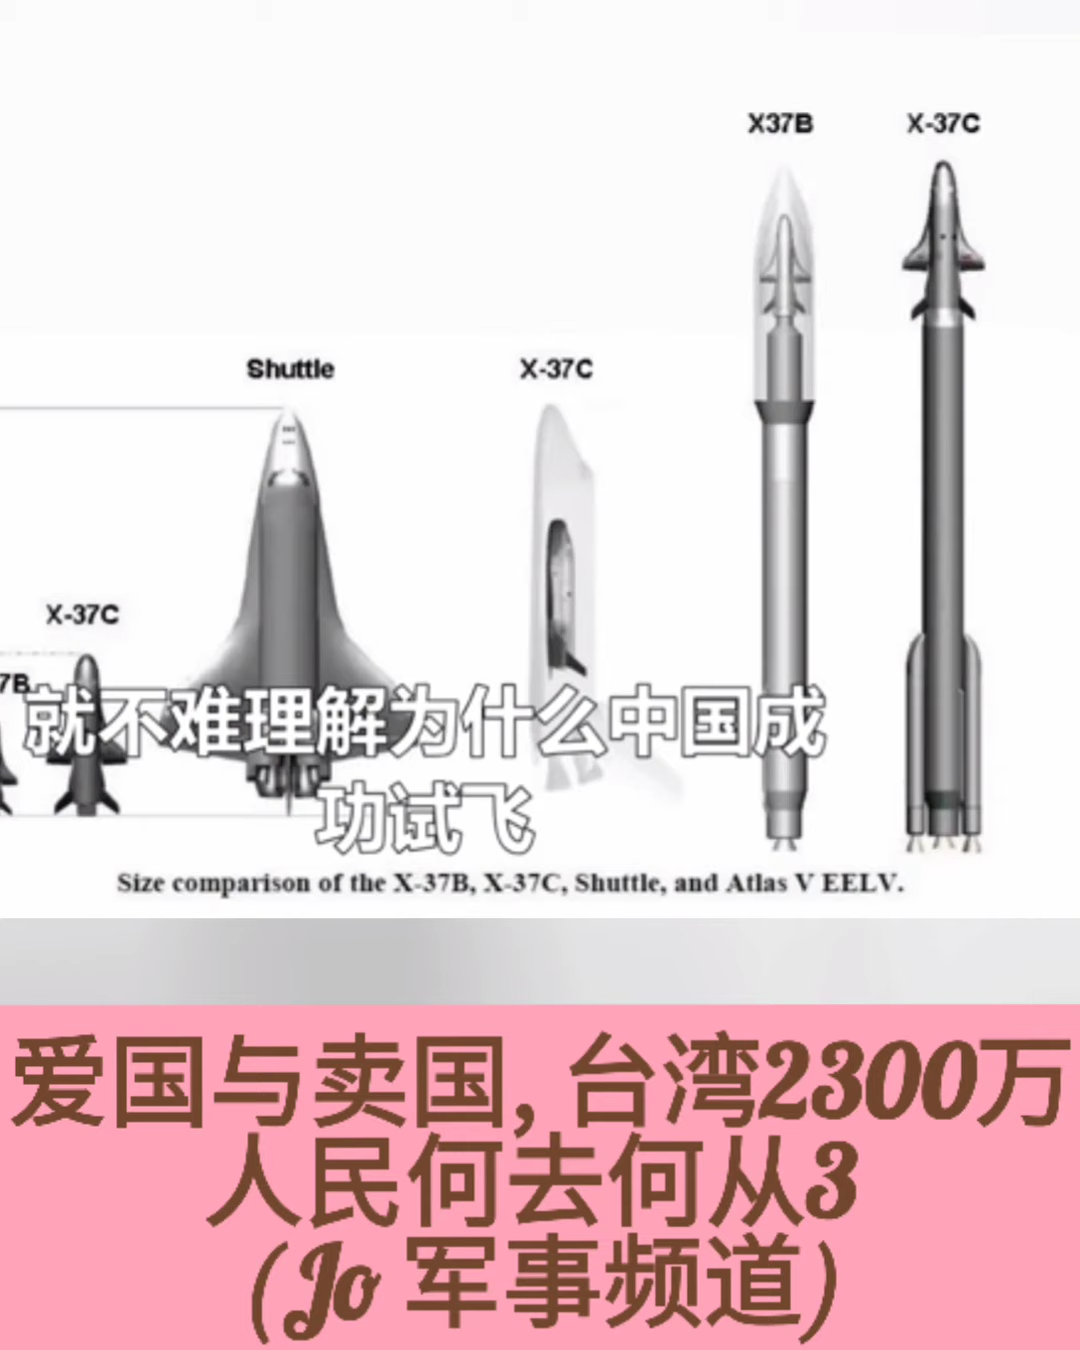 X37B
X-37C
Shuttle
X-37C
X-37C
7B
就不难理解为什么中国成
功试飞
Size comparison of the X-37B, X-37C, Shuttle, and Atlas V EELV.
爱国与卖国,台湾2300万
人民何去何从3
(Jo 军事频道)